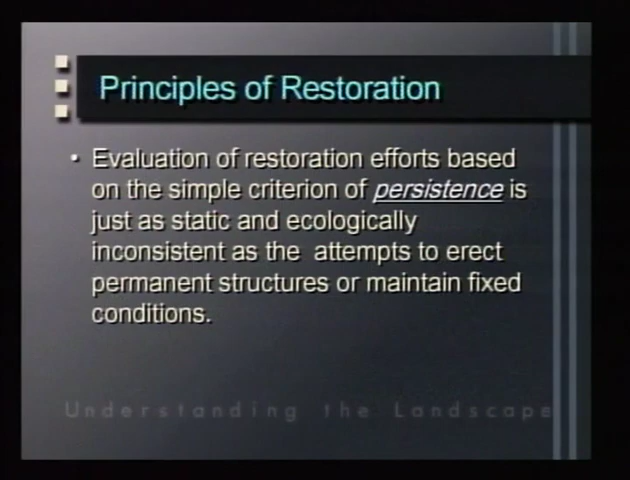 Principles of Restoration
• Evaluation of restoration efforts based
on the simple criterion of persistence is
just as static and ecologically
inconsistent as the attempts to erect
permanent structures or maintain fixed
conditions.
Understanding the Landscape